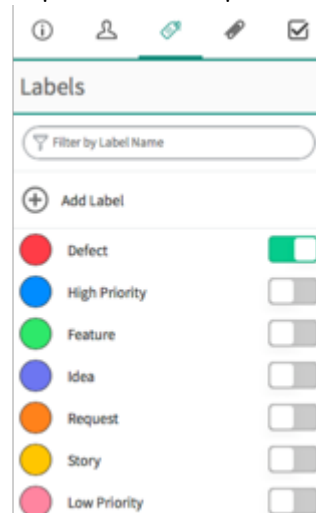 Labels
Filter by Label Name
Add Label
Defect
High Priority
Feature
Idea
Request
Story
Low Priority